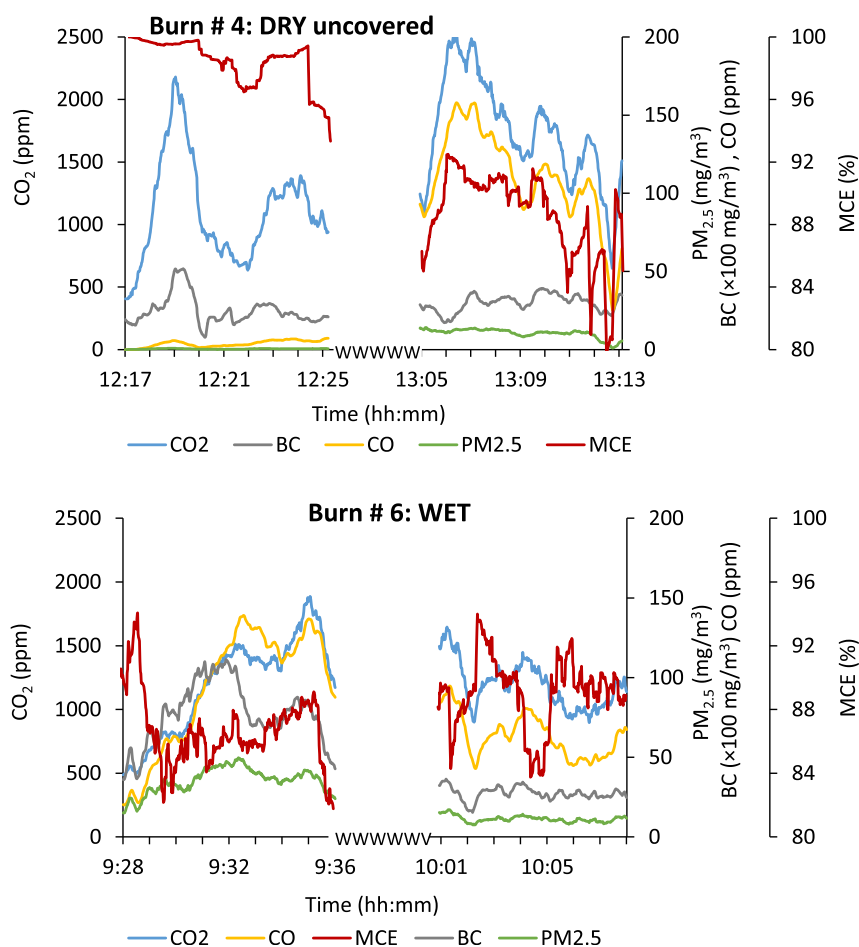 Burn # 4: DRY uncovered
2500
2000
1500
1000
500
0
CO2 (ppm)
200
150
100
50
0
PM2.5 (mg/m3)
BC (×100 mg/m3) , CO (ppm)
100
96
92
88
84
80
MCE (%)
12:17 12:21 12:25 WWWWW 13:05 13:09 13:13
Time (hh:mm)
CO2 BC CO PM2.5 MCE
Burn # 6: WET
2500
2000
1500
1000
500
0
CO2 (ppm)
200
150
100
50
0
PM2.5 (mg/m3)
BC (×100 mg/m3) CO (ppm)
100
96
92
88
84
80
MCE (%)
9:28 9:32 9:36 WWWWWW 10:01 10:05
Time (hh:mm)
CO2 CO MCE BC PM2.5